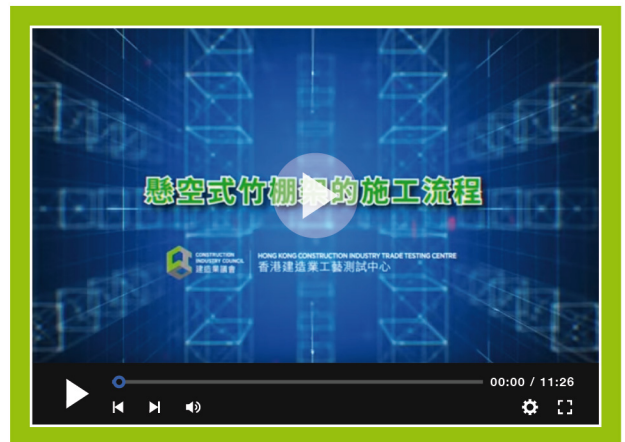 懸空式竹棚架的施工流程
CONSTRUCTION
INDUSTRY COUNCIL
建造業議會
HONG KONG CONSTRUCTION INDUSTRY TRADE TESTING CENTRE
香港建造業工藝測試中心
00:00 / 11:26